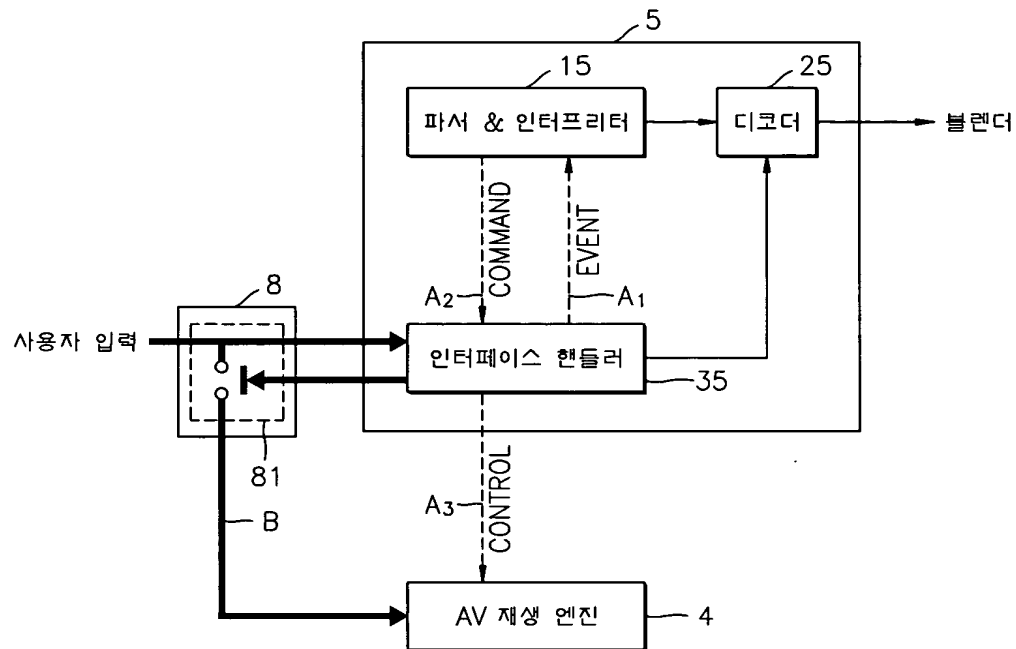 5
15
25
파서 & 인터프리터
디코더
블렌더
COMMAND
EVENT
A2
A1
8
사용자 입력
인터페이스 핸들러
35
81
CONTROL
A3
B
AV 재생 엔진
4